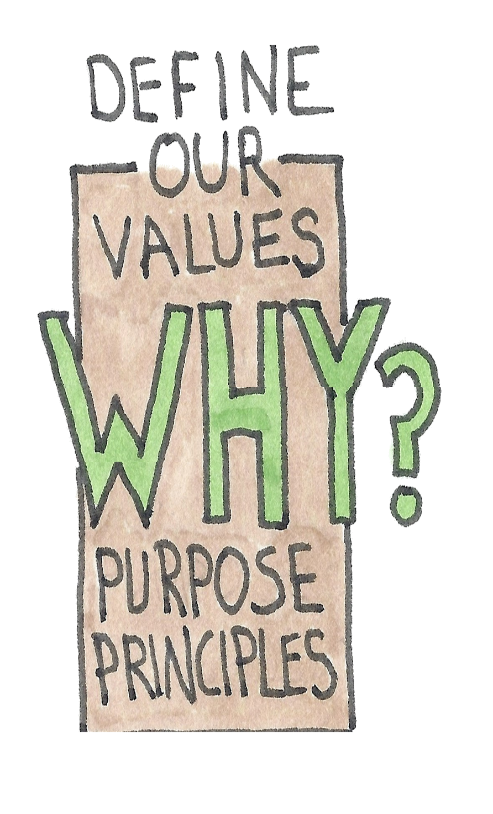 DEFINE
OUR
VALUES
WHY?
PURPOSE
PRINCIPLES